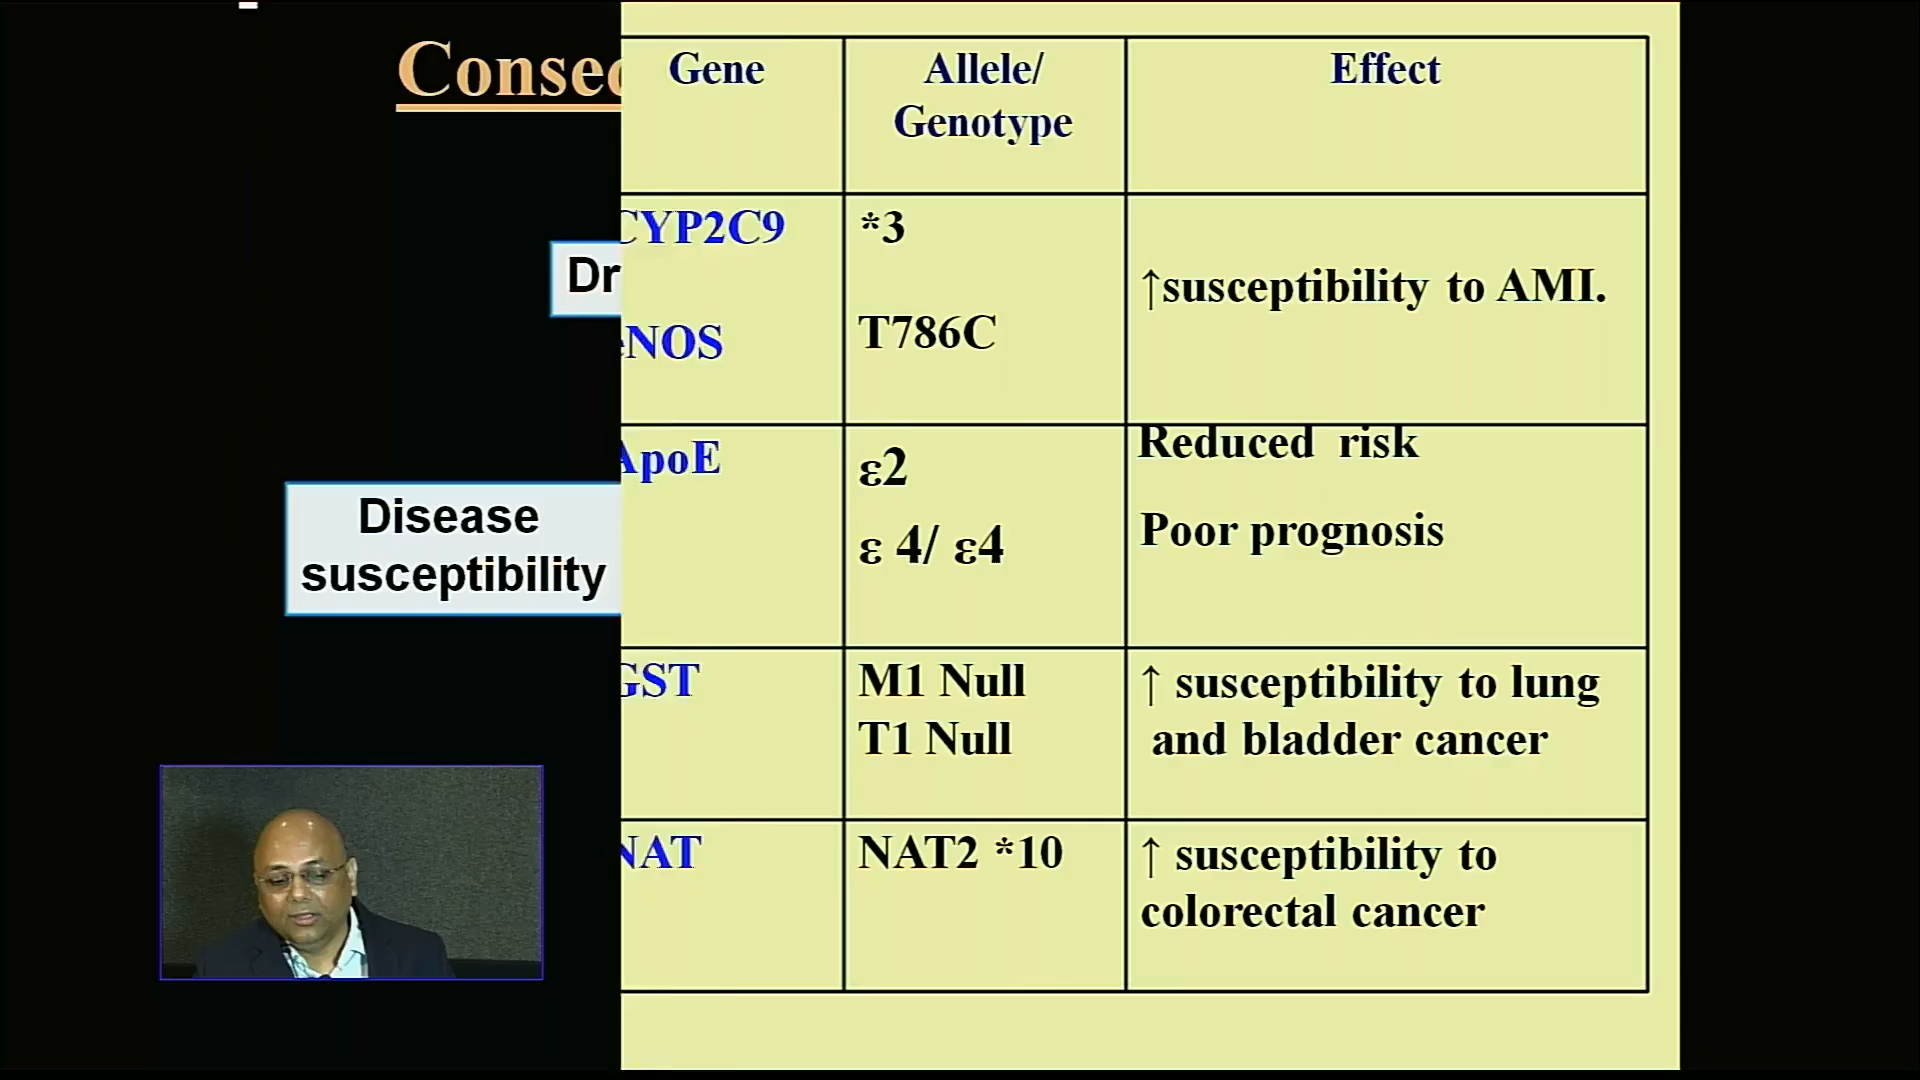 Conseq
Dr
Disease
susceptibility
Gene
Allele/
Genotype
Effect
CYP2C9
*3
↑susceptibility to AMI.
eNOS
T786C
ApoE
ε2
Reduced risk
ε 4/ ε4
Poor prognosis
GST
M1 Null
T1 Null
↑ susceptibility to lung
and bladder cancer
NAT
NAT2 *10
↑ susceptibility to
colorectal cancer